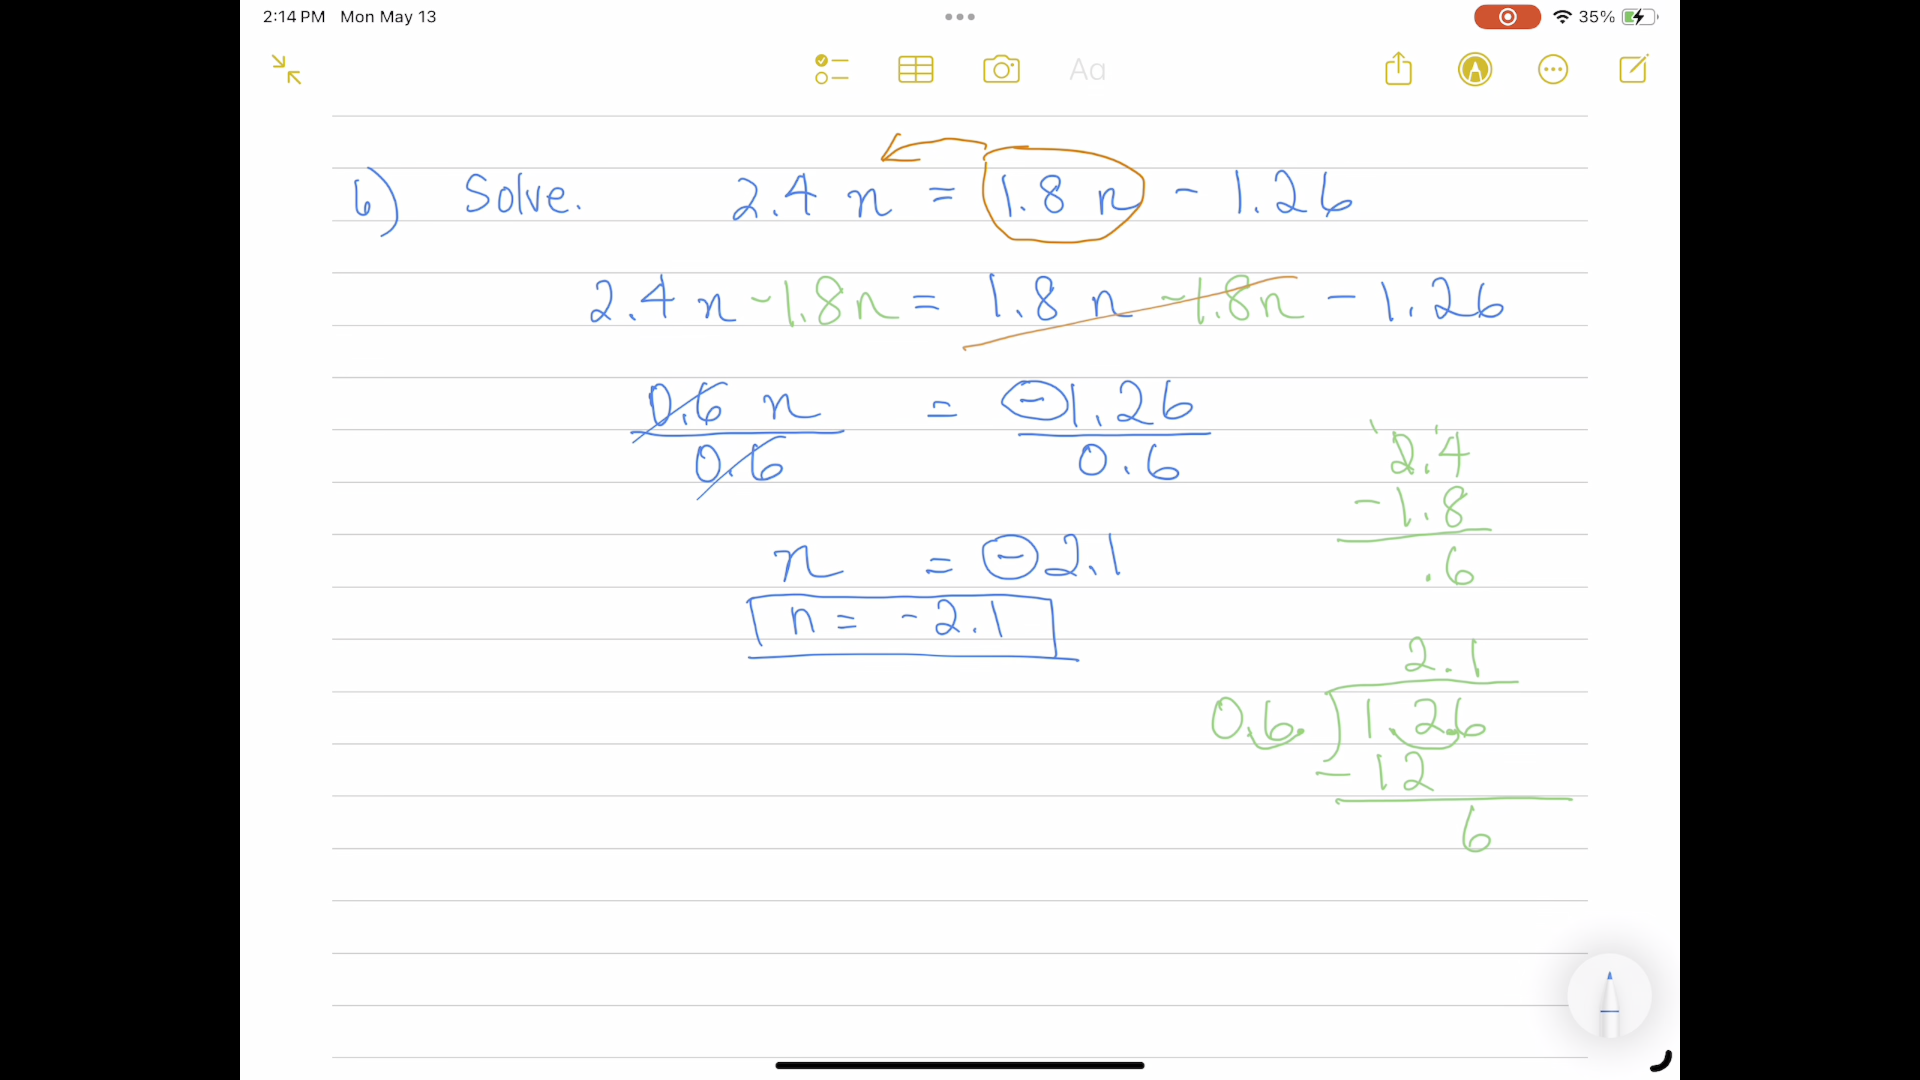 2:14 PM Mon May 13
35%
Aa
6) Solve. 2.4 n = 1.8 n - 1.26
2.4 n - 1.8 n = 1.8 n - 1.8 n - 1.26
0.6 n = - 1.26
0.6 0.6
n = - 2.1
n = - 2.1
2.4
- 1.8
.6
2.1
0.6. ) 1.26
- 12
6